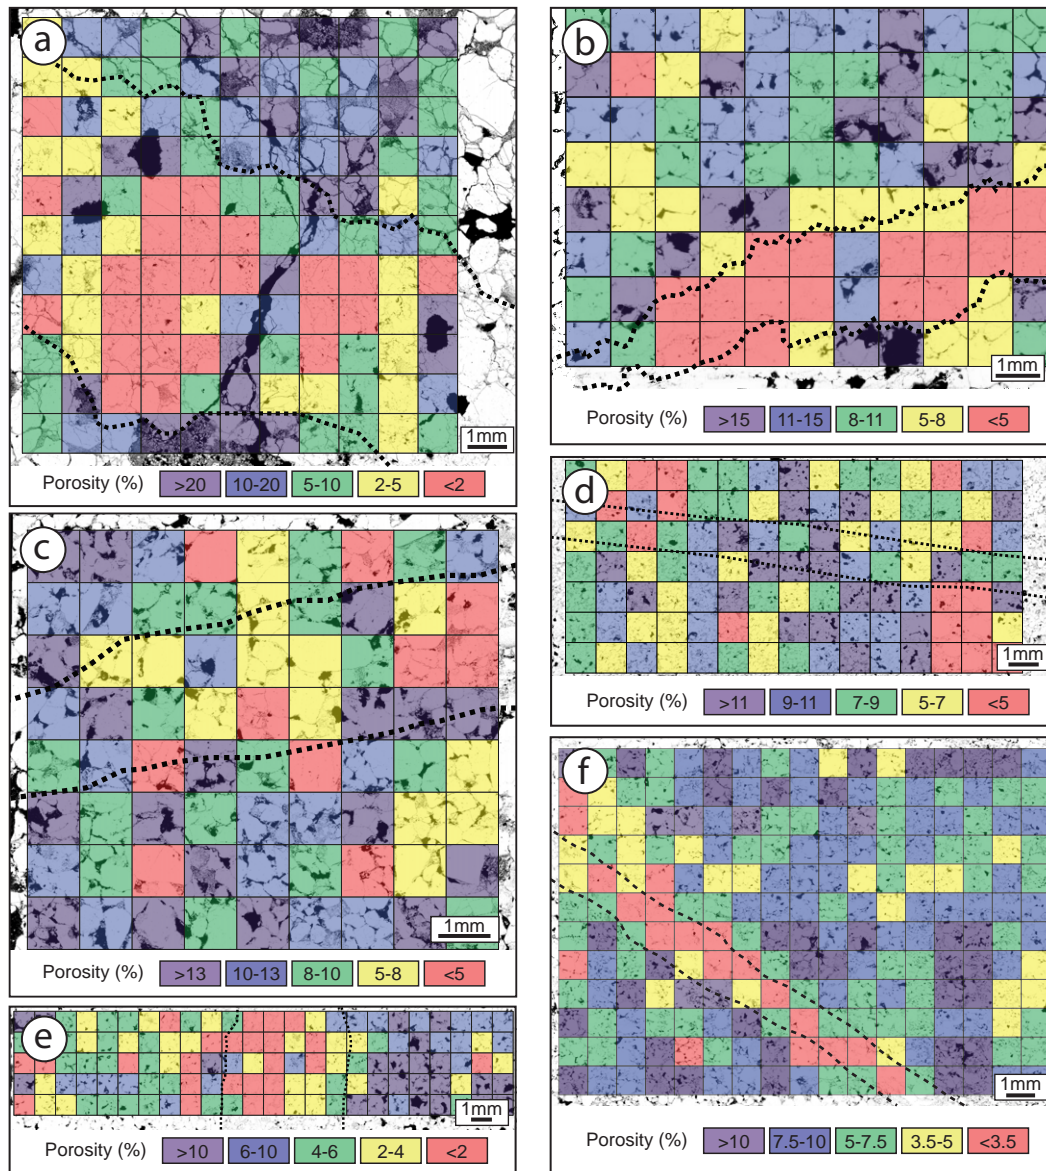 a
1mm
Porosity (%) >20 10-20 5-10 2-5 <2
b
1mm
Porosity (%) >15 11-15 8-11 5-8 <5
c
1mm
Porosity (%) >13 10-13 8-10 5-8 <5
d
1mm
Porosity (%) >11 9-11 7-9 5-7 <5
e
1mm
Porosity (%) >10 6-10 4-6 2-4 <2
f
1mm
Porosity (%) >10 7.5-10 5-7.5 3.5-5 <3.5